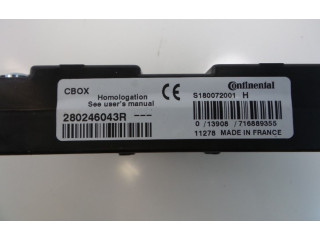 CBOX
Homologation
See user's manual
CE
Continental
S180072001 H
280246043R ---
0 /13908 /716889355
11278 MADE IN FRANCE